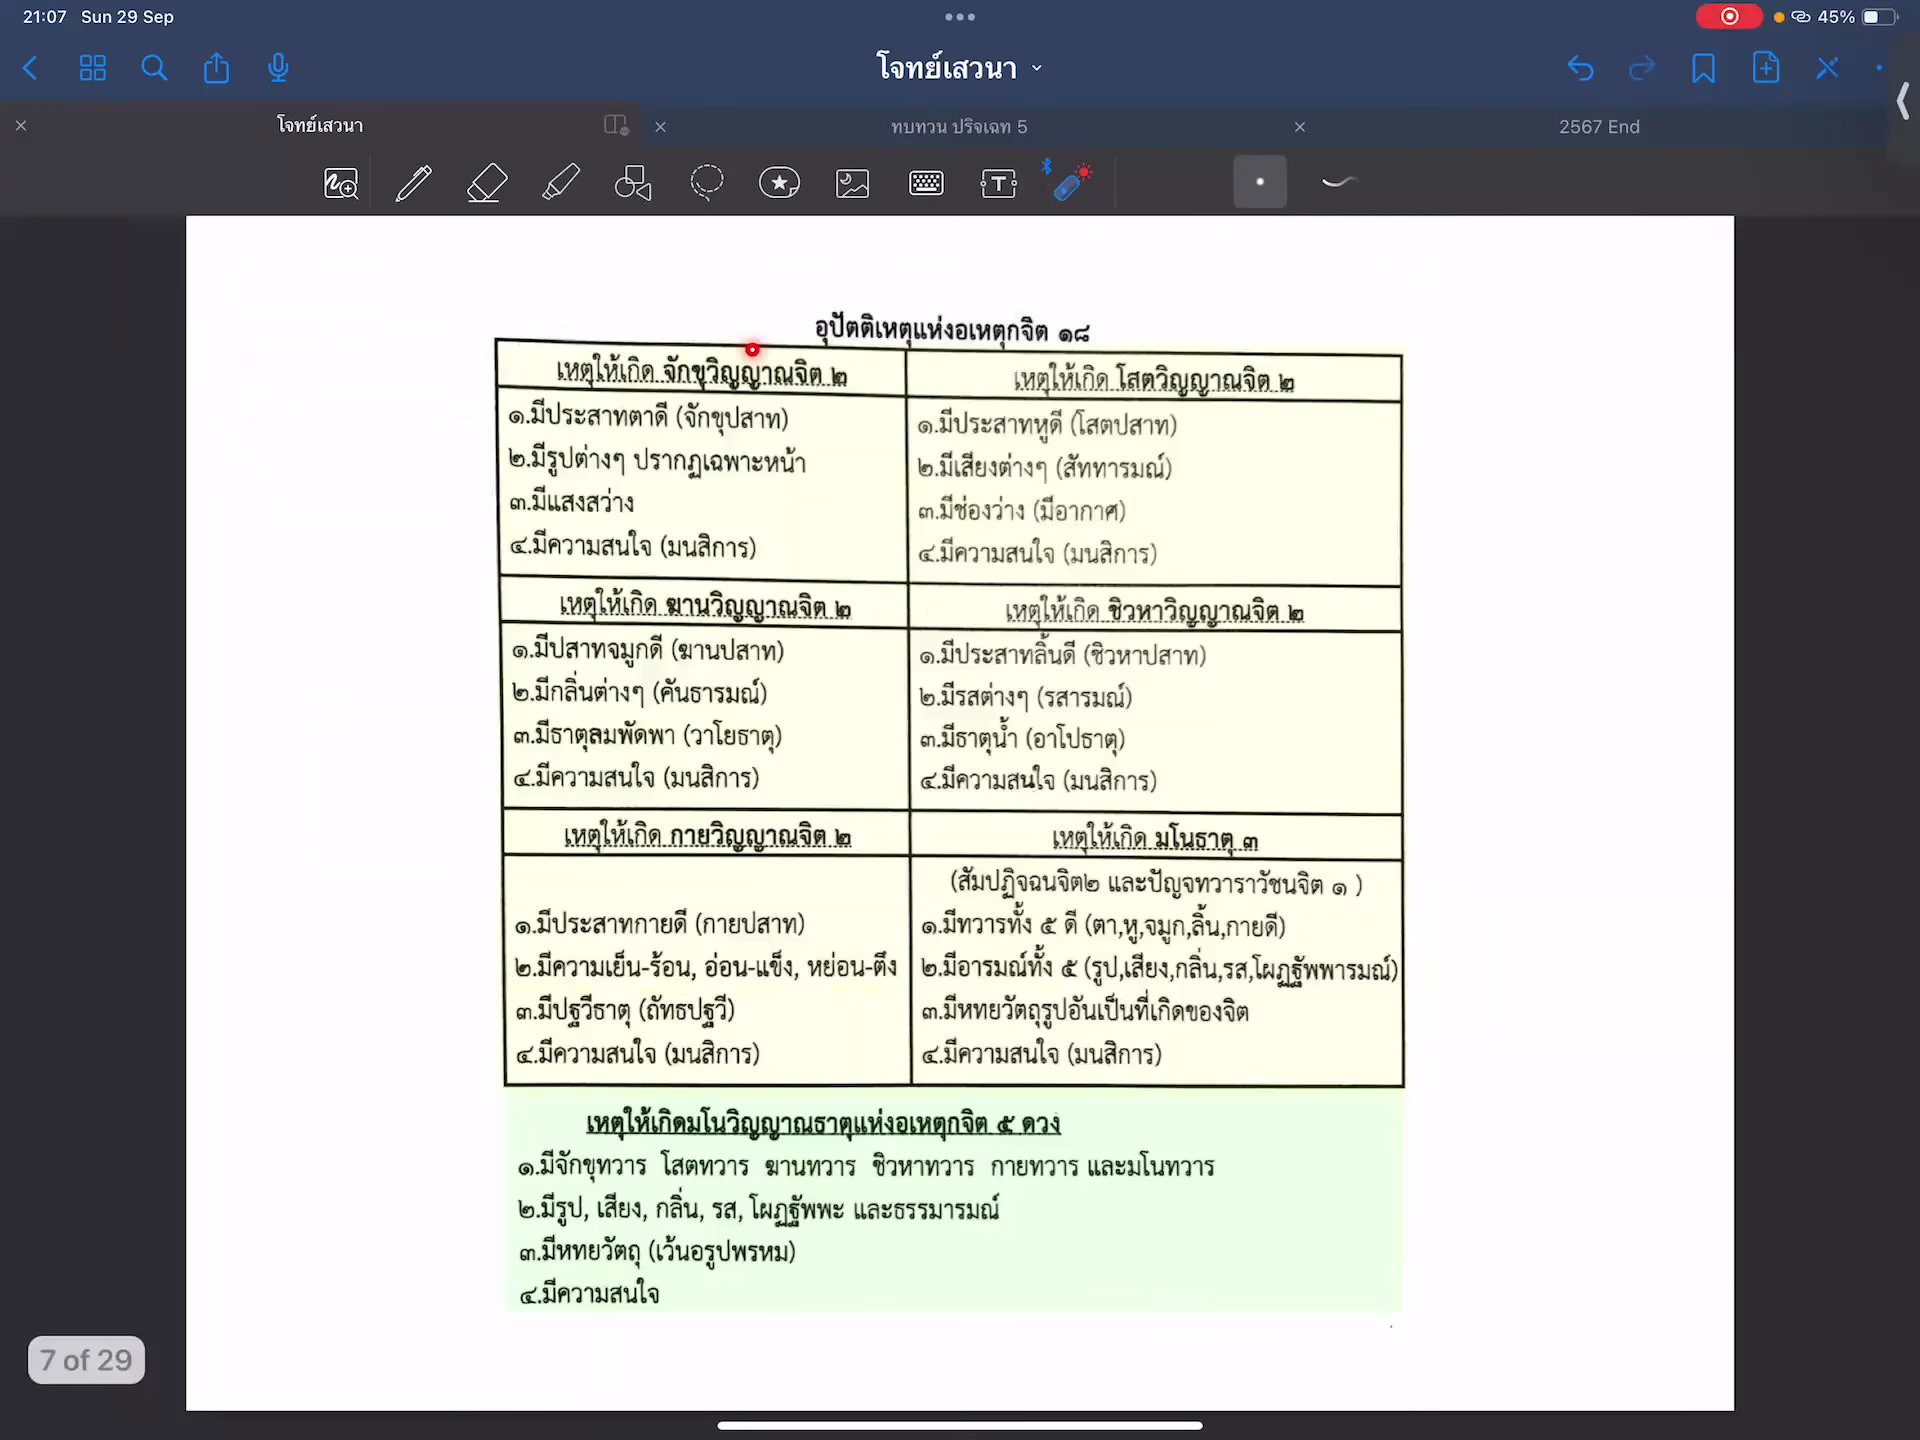 21:07 Sun 29 Sep
45%
โจทย์เสวนา
โจทย์เสวนา
ทบทวน ปริจเฉท 5
2567 End
อุปัตติเหตุแห่งอเหตุกจิต ๑๘
เหตุให้เกิด จักขุวิญญาณจิต ๒
๑.มีประสาทตาดี (จักขุปสาท)
๒.มีรูปต่างๆ ปรากฏเฉพาะหน้า
๓.มีแสงสว่าง
๔.มีความสนใจ (มนสิการ)
เหตุให้เกิด โสตวิญญาณจิต ๒
๑.มีประสาทหูดี (โสตปสาท)
๒.มีเสียงต่างๆ (สัททารมณ์)
๓.มีช่องว่าง (มีอากาศ)
๔.มีความสนใจ (มนสิการ)
เหตุให้เกิด ฆานวิญญาณจิต ๒
๑.มีปสาทจมูกดี (ฆานปสาท)
๒.มีกลิ่นต่างๆ (คันธารมณ์)
๓.มีธาตุลมพัดพา (วาโยธาตุ)
๔.มีความสนใจ (มนสิการ)
เหตุให้เกิด ชิวหาวิญญาณจิต ๒
๑.มีประสาทลิ้นดี (ชิวหาปสาท)
๒.มีรสต่างๆ (รสารมณ์)
๓.มีธาตุน้ำ (อาโปธาตุ)
๔.มีความสนใจ (มนสิการ)
เหตุให้เกิด กายวิญญาณจิต ๒
๑.มีประสาทกายดี (กายปสาท)
๒.มีความเย็น-ร้อน, อ่อน-แข็ง, หย่อน-ตึง
๓.มีปฐวีธาตุ (ถัทธปฐวี)
๔.มีความสนใจ (มนสิการ)
เหตุให้เกิด มโนธาตุ ๓
(สัมปฏิจฉนจิต๒ และปัญจทวาราวัชนจิต ๑ )
๑.มีทวารทั้ง ๕ ดี (ตา,หู,จมูก,ลิ้น,กายดี)
๒.มีอารมณ์ทั้ง ๕ (รูป,เสียง,กลิ่น,รส,โผฏฐัพพารมณ์)
๓.มีหทยวัตถุรูปอันเป็นที่เกิดของจิต
๔.มีความสนใจ (มนสิการ)
เหตุให้เกิดมโนวิญญาณธาตุแห่งอเหตุกจิต ๕ ดวง
๑.มีจักขุทวาร โสตทวาร ฆานทวาร ชิวหาทวาร กายทวาร และมโนทวาร
๒.มีรูป, เสียง, กลิ่น, รส, โผฏฐัพพะ และธรรมารมณ์
๓.มีหทยวัตถุ (เว้นอรูปพรหม)
๔.มีความสนใจ
7 of 29